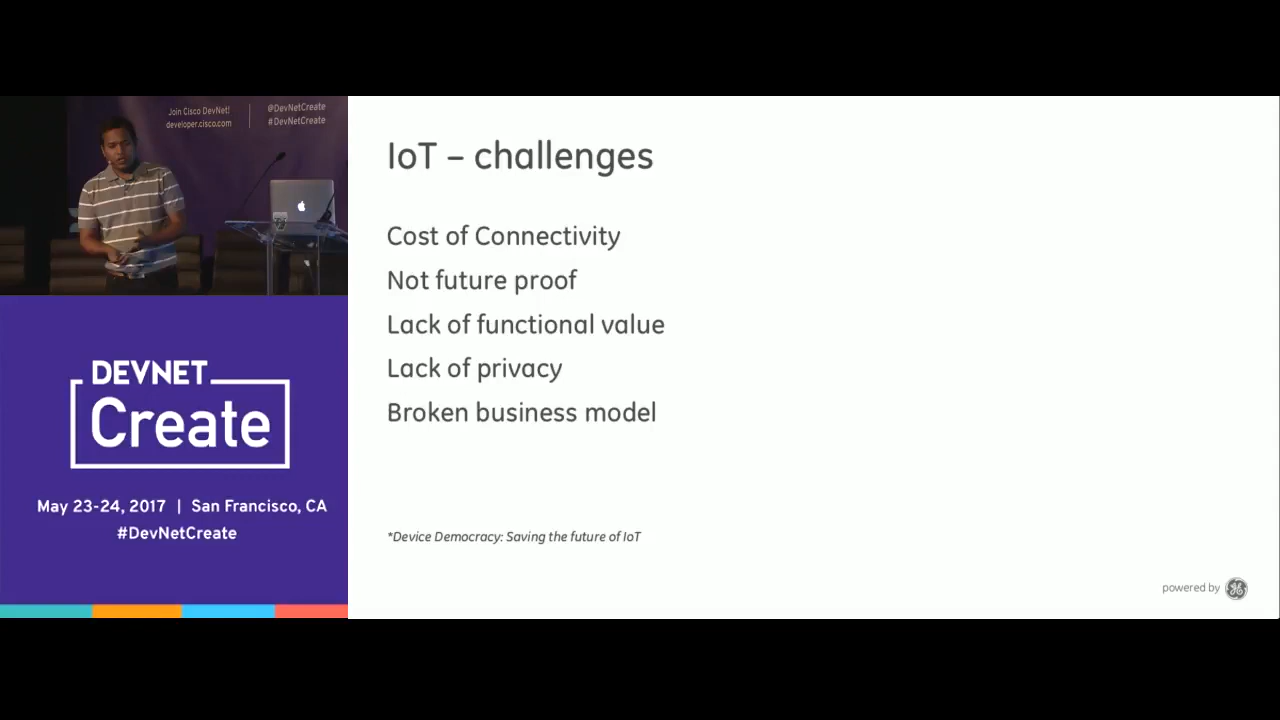 Join Cisco DevNet!
developer.cisco.com
@DevNetCreate
#DevNetCreate
DEVNET
Create
May 23-24, 2017 | San Francisco, CA
#DevNetCreate
IoT – challenges
Cost of Connectivity
Not future proof
Lack of functional value
Lack of privacy
Broken business model
*Device Democracy: Saving the future of IoT
powered by